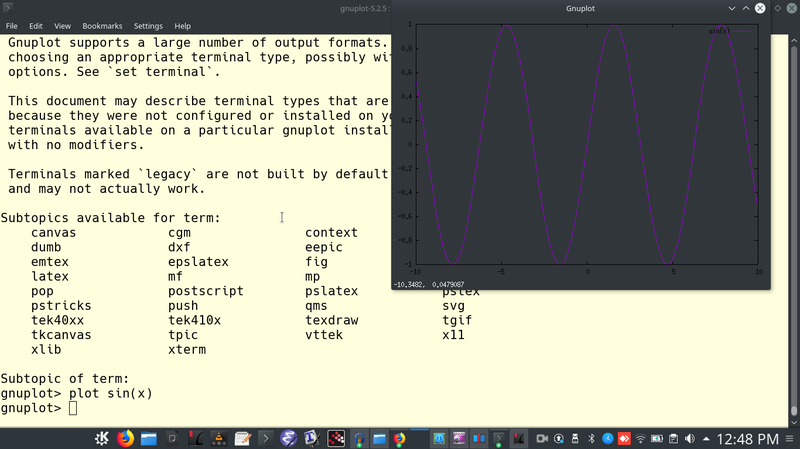 gnuplot-5.2.5 :
Gnuplot
File Edit View Bookmarks Settings Help
Gnuplot supports a large number of output formats.
choosing an appropriate terminal type, possibly wi
options. See `set terminal`.
This document may describe terminal types that are
because they were not configured or installed on yo
terminals available on a particular gnuplot instal
with no modifiers.
Terminals marked `legacy` are not built by default
and may not actually work.
Subtopics available for term:
canvas cgm context
dumb dxf eepic
emtex epslatex fig
latex mf mp
pop postscript pslatex pstex
pstricks push qms svg
tek40xx tek410x texdraw tgif
tkcanvas tpic vttek x11
xlib xterm
Subtopic of term:
gnuplot> plot sin(x)
gnuplot>
sin(x)
1
0.8
0.6
0.4
0.2
0
-0.2
-0.4
-0.6
-0.8
-1
-10 -5 0 5 10
-10.3482, 0.0479087
12:48 PM